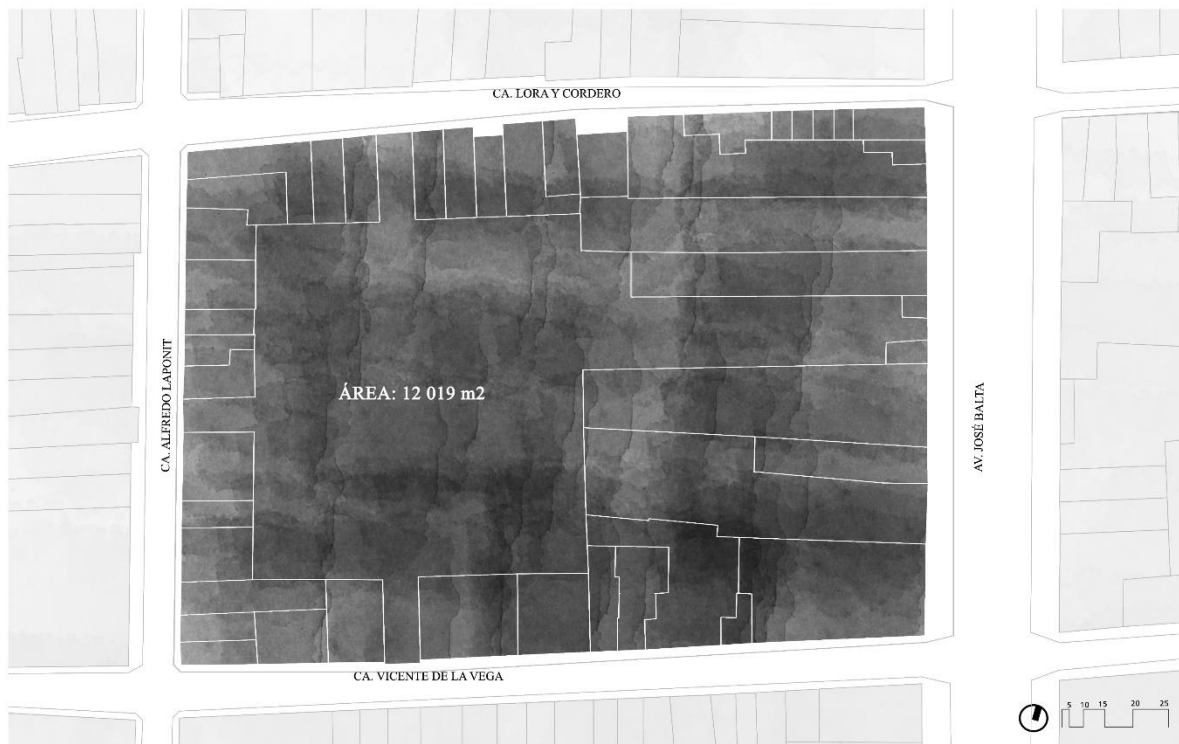 CA. LORA Y CORDERO
CA. ALFREDO LAPONIT
ÁREA: 12 019 m2
AV. JOSÉ BALTA
CA. VICENTE DE LA VEGA
5 10 15 20 25